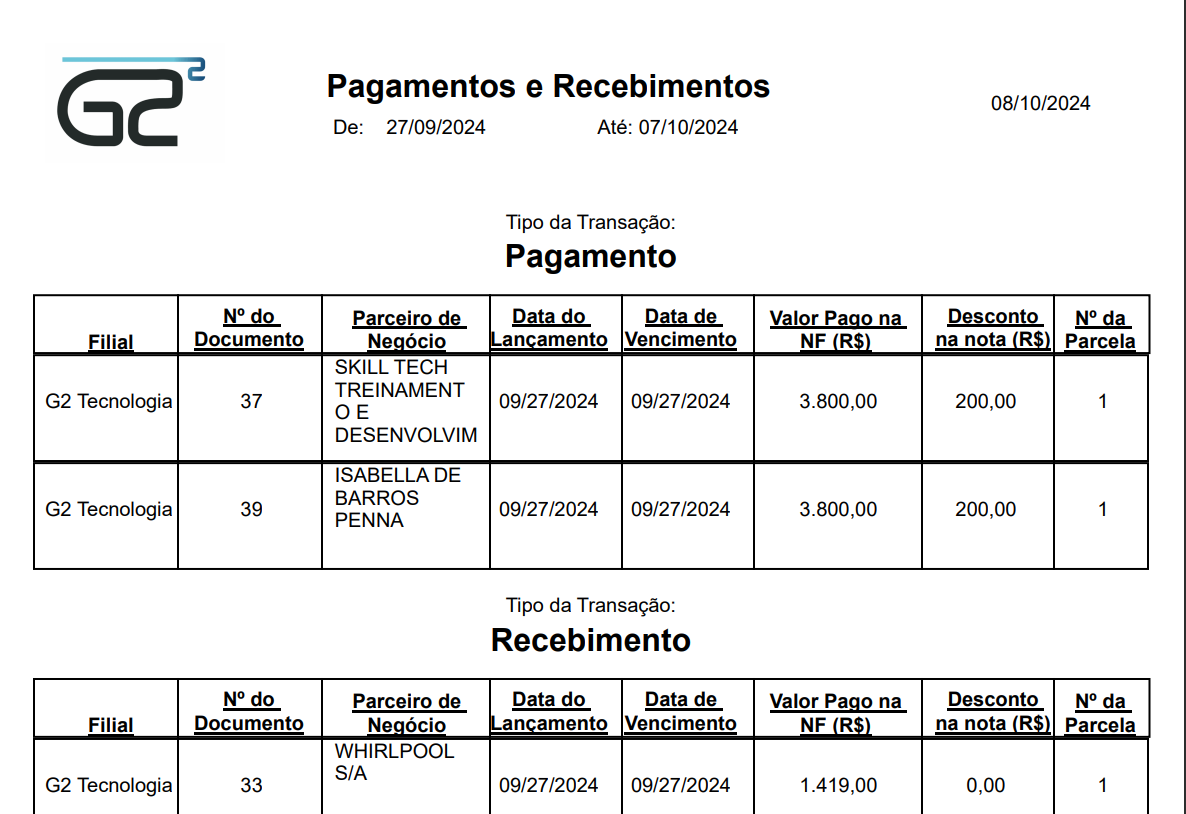 G2 2
Pagamentos e Recebimentos
08/10/2024
De: 27/09/2024 Até: 07/10/2024
Tipo da Transação:
Pagamento
Filial Nº do Documento Parceiro de Negócio Data do Lançamento Data de Vencimento Valor Pago na NF (R$) Desconto na nota (R$) Nº da Parcela
G2 Tecnologia 37 SKILL TECH TREINAMENT O E DESENVOLVIM 09/27/2024 09/27/2024 3.800,00 200,00 1
G2 Tecnologia 39 ISABELLA DE BARROS PENNA 09/27/2024 09/27/2024 3.800,00 200,00 1
Tipo da Transação:
Recebimento
Filial Nº do Documento Parceiro de Negócio Data do Lançamento Data de Vencimento Valor Pago na NF (R$) Desconto na nota (R$) Nº da Parcela
G2 Tecnologia 33 WHIRLPOOL S/A 09/27/2024 09/27/2024 1.419,00 0,00 1